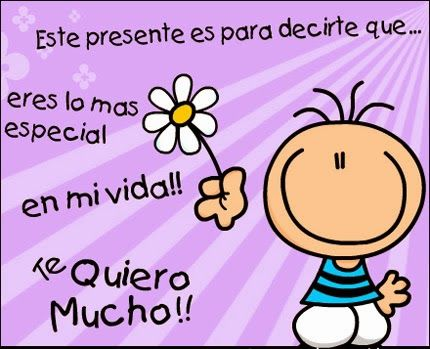 Este presente es para decirte que...
eres lo mas
especial
en mi vida!!
Te Quiero
Mucho!!